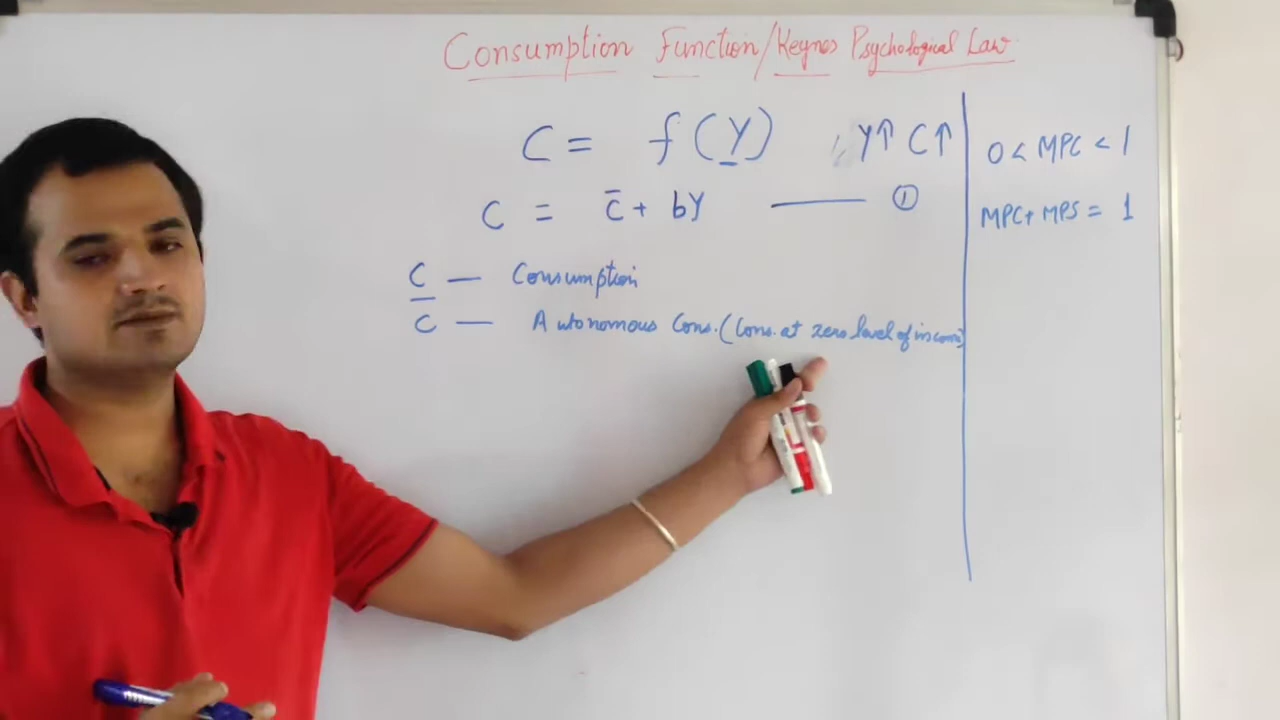 Consumption Function/Keynes Psychological Law
C = f(Y) Y↑ C↑
C = c̄ + bY —— ①
C — Consumption
c̄ — Autonomous Cons. (Cons. at zero level of income)
0 < MPC < 1
MPC + MPS = 1